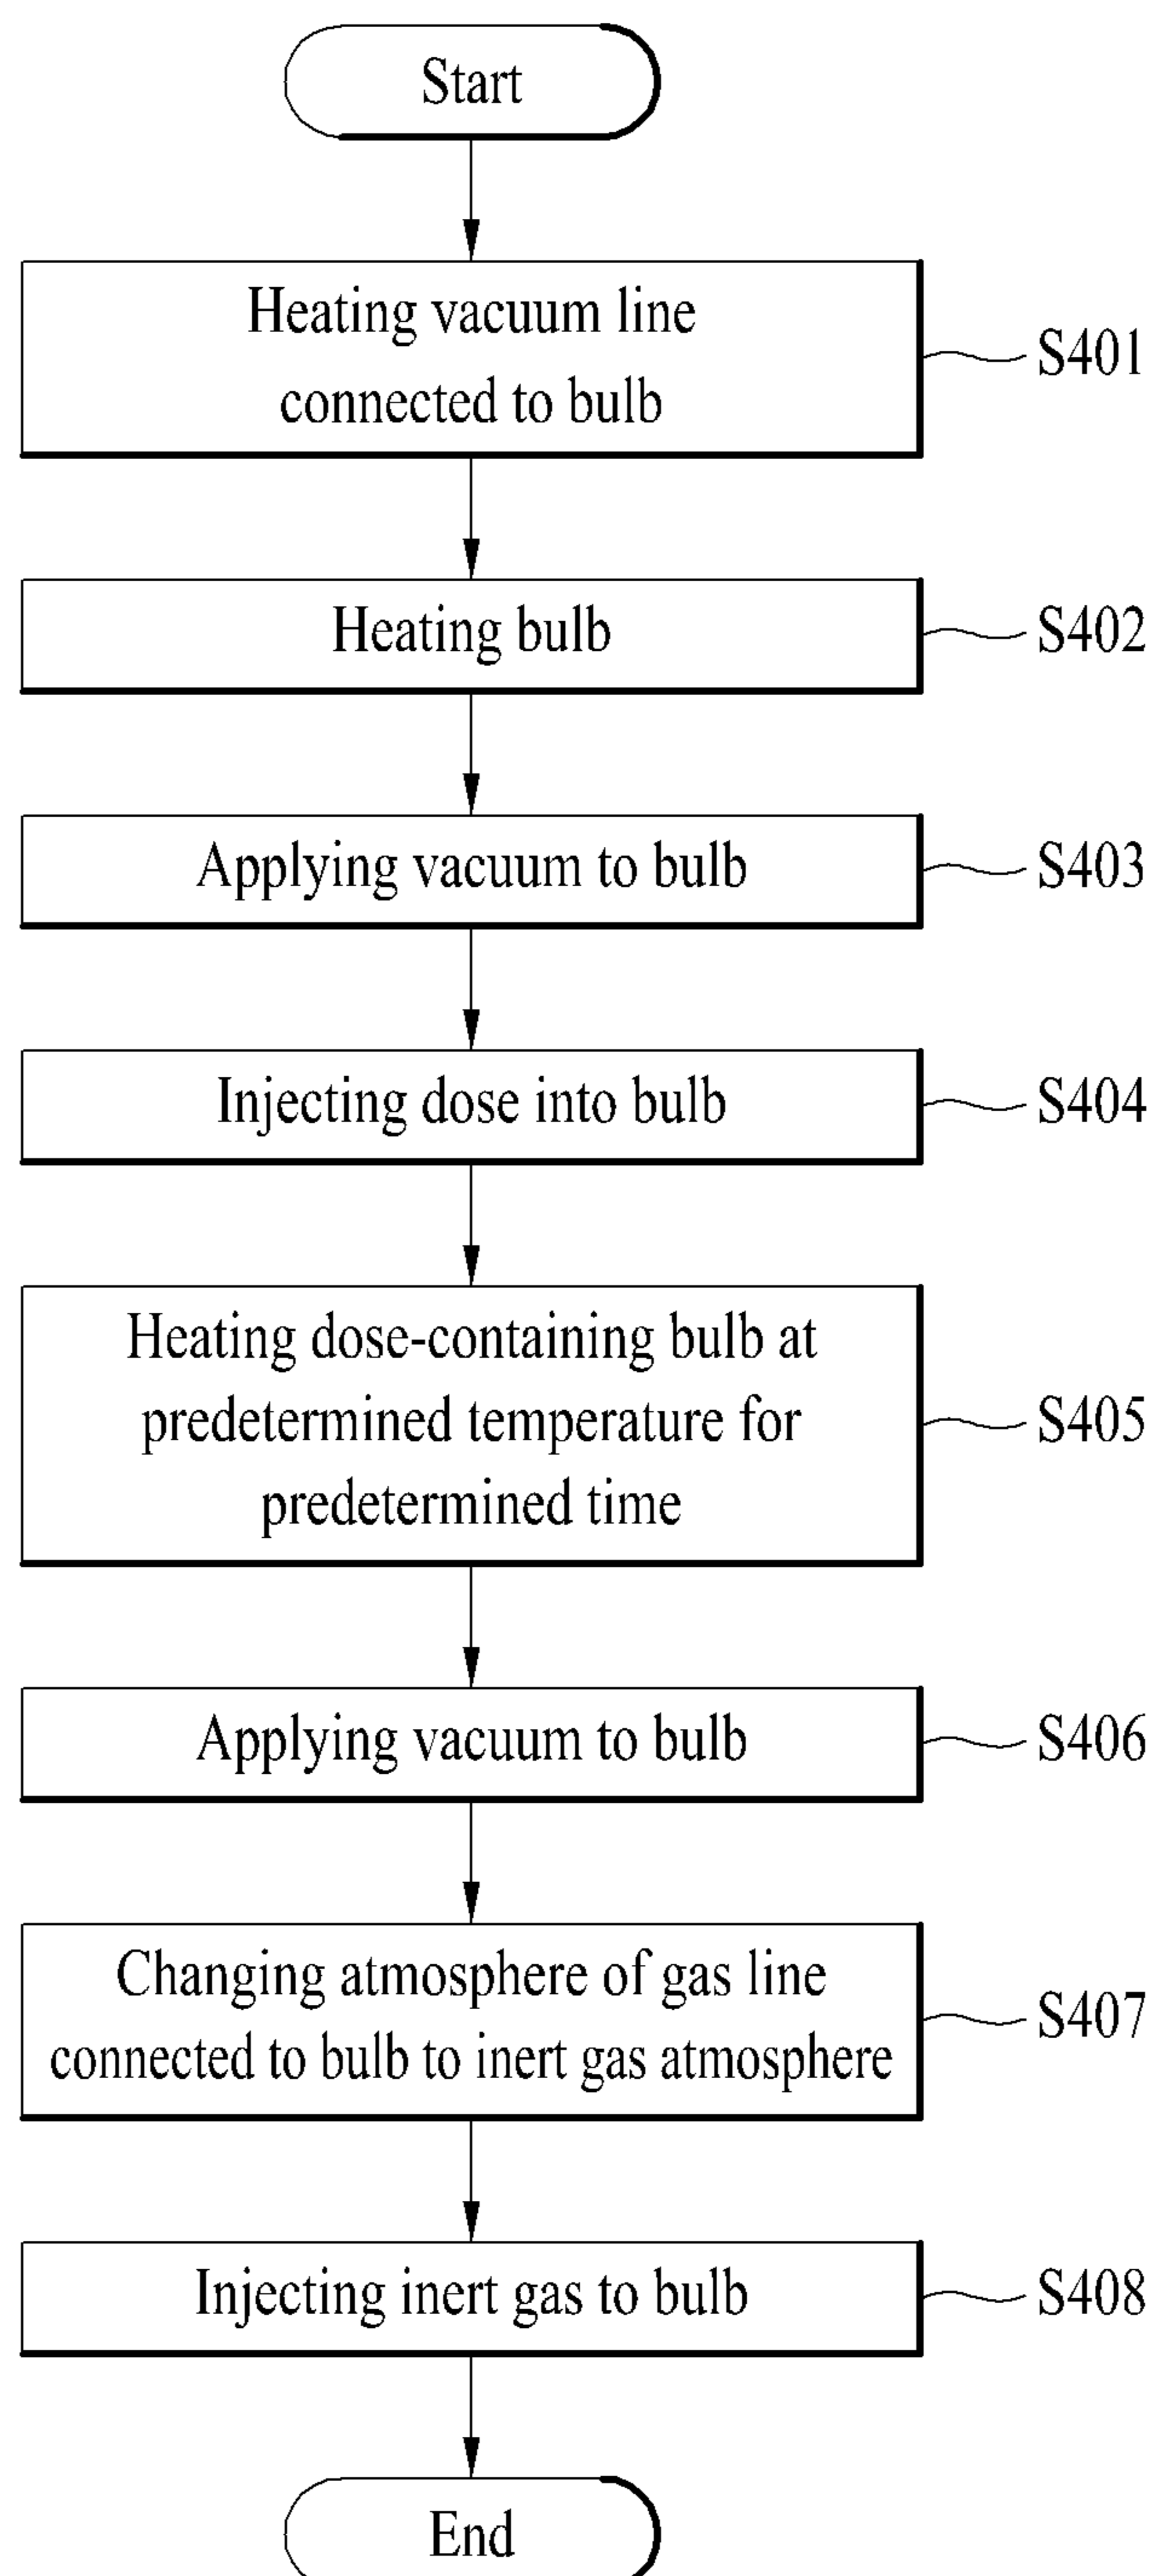 Start
Heating vacuum line
connected to bulb
S401
Heating bulb
S402
Applying vacuum to bulb
S403
Injecting dose into bulb
S404
Heating dose-containing bulb at
predetermined temperature for
predetermined time
S405
Applying vacuum to bulb
S406
Changing atmosphere of gas line
connected to bulb to inert gas atmosphere
S407
Injecting inert gas to bulb
S408
End